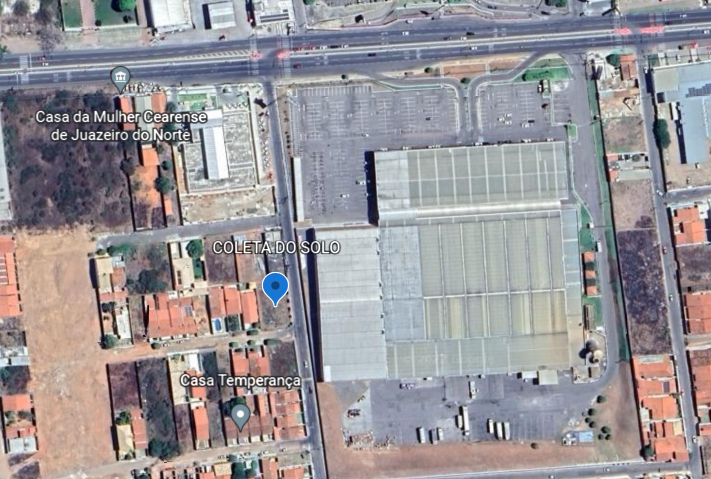 Casa da Mulher Cearense
de Juazeiro do Norte
COLETA DO SOLO
Casa Temperança